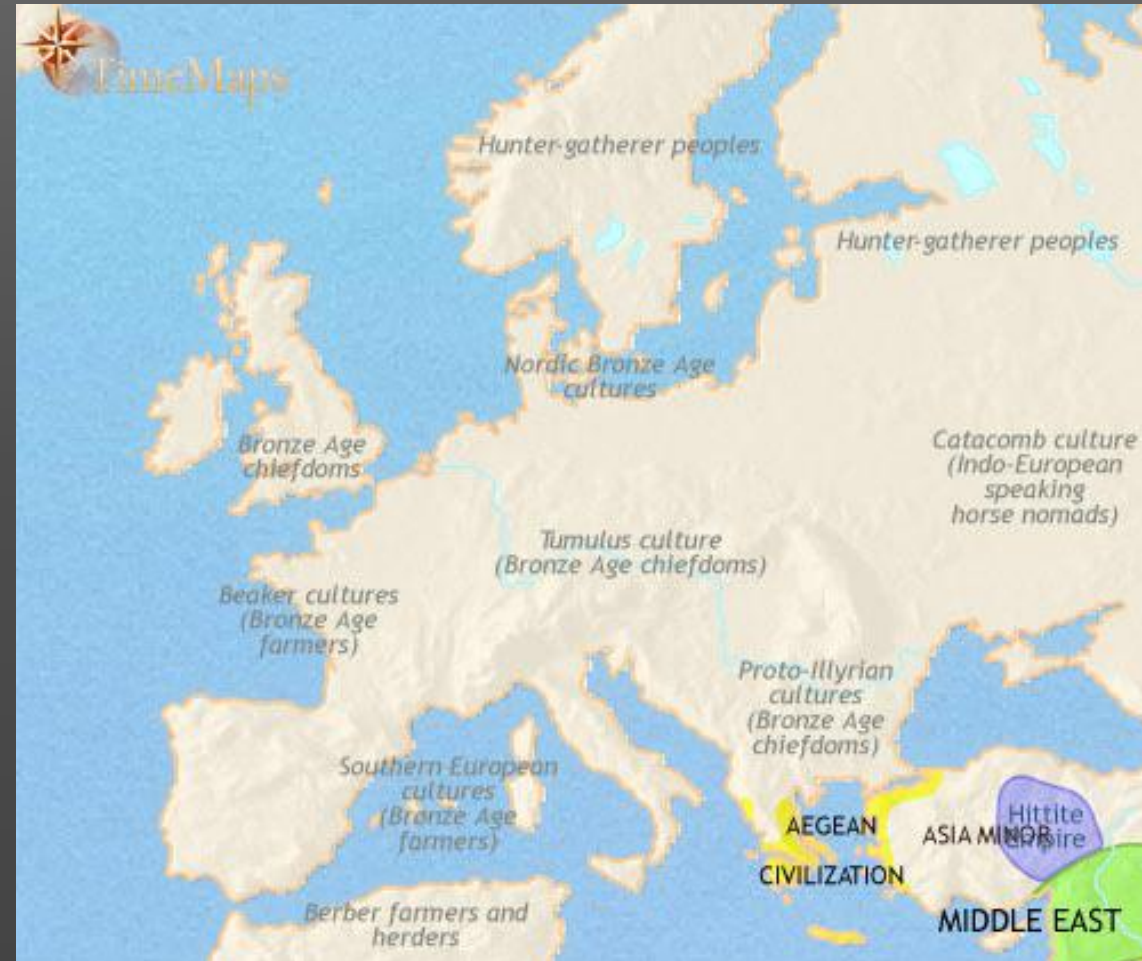 TimeMaps
Hunter-gatherer peoples
Hunter-gatherer peoples
Nordic Bronze Age
cultures
Bronze Age
chiefdoms
Catacomb culture
(Indo-European
speaking
horse nomads)
Tumulus culture
(Bronze Age chiefdoms)
Beaker cultures
(Bronze Age
farmers)
Proto-Illyrian
cultures
(Bronze Age
chiefdoms)
Southern European
cultures
(Bronze Age
farmers)
Hittite
Empire
AEGEAN
CIVILIZATION
ASIA MINOR
MIDDLE EAST
Berber farmers and
herders